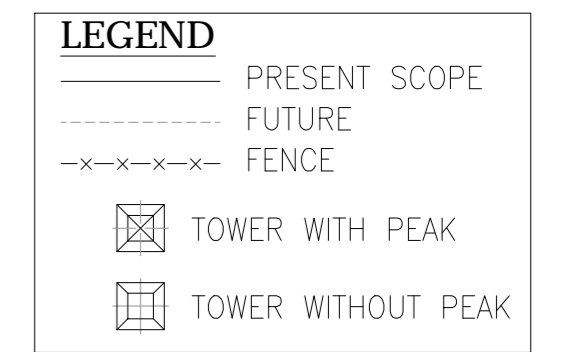 LEGEND
PRESENT SCOPE
FUTURE
FENCE
TOWER WITH PEAK
TOWER WITHOUT PEAK